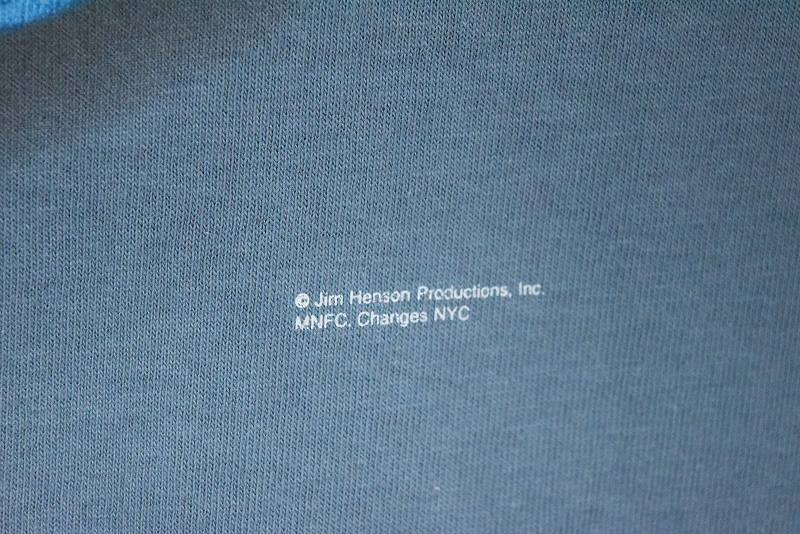 © Jim Henson Productions, Inc.
MNFC. Changes NYC